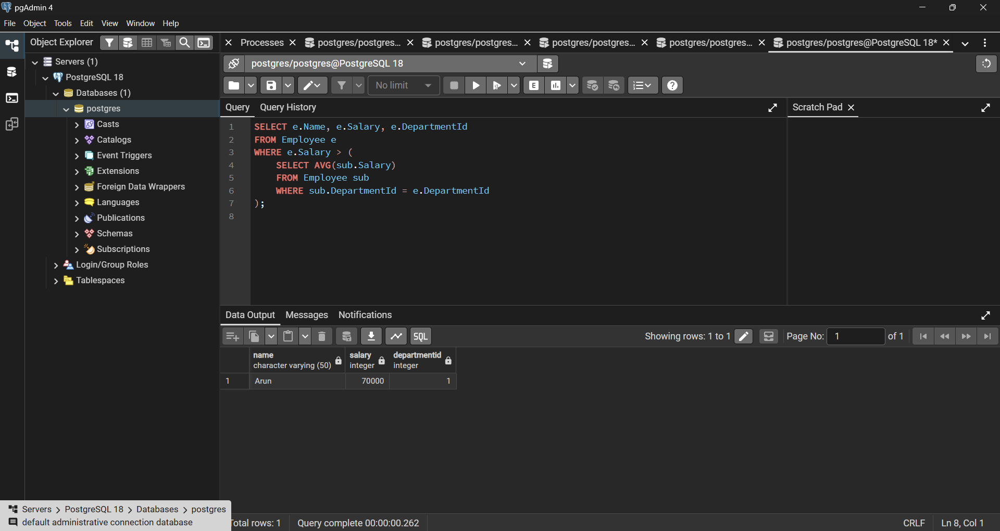 pgAdmin 4
File Object Tools Edit View Window Help
Object Explorer
Processes postgres/postgres... postgres/postgres... postgres/postgres... postgres/postgres... postgres/postgres@PostgreSQL 18*
Servers (1)
PostgreSQL 18
Databases (1)
postgres
Casts
Catalogs
Event Triggers
Extensions
Foreign Data Wrappers
Languages
Publications
Schemas
Subscriptions
Login/Group Roles
Tablespaces
postgres/postgres@PostgreSQL 18
No limit
E
Query Query History
Scratch Pad
1 SELECT e.Name, e.Salary, e.DepartmentId
2 FROM Employee e
3 WHERE e.Salary > (
4 SELECT AVG(sub.Salary)
5 FROM Employee sub
6 WHERE sub.DepartmentId = e.DepartmentId
7 );
8
Data Output Messages Notifications
SQL
Showing rows: 1 to 1 Page No: 1 of 1
name salary departmentid
character varying (50) integer integer
1 Arun 70000 1
Servers > PostgreSQL 18 > Databases > postgres
default administrative connection database
Total rows: 1 Query complete 00:00:00.262 CRLF Ln 8, Col 1